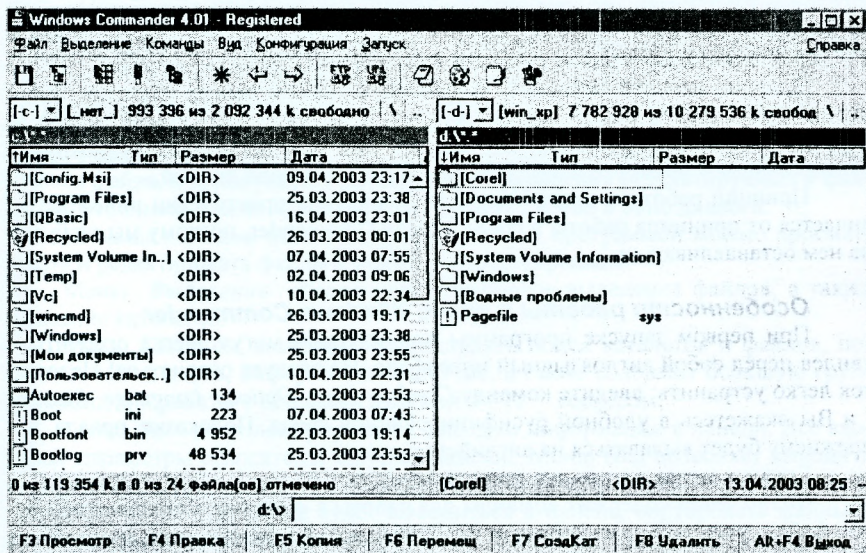 Windows Commander 4.01 - Registered
Файл Выделение Команды Вид Конфигурация Запуск Справка
FTP URL
[-c-] [_нет_] 993 396 из 2 092 344 k свободно \ ..
[-d-] [win_xp] 7 782 928 из 10 279 536 k свобод \ ..
c:\*.*
↑Имя Тип Размер Дата
[Config.Msi] <DIR> 09.04.2003 23:17
[Program Files] <DIR> 25.03.2003 23:38
[QBasic] <DIR> 16.04.2003 23:01
[Recycled] <DIR> 26.03.2003 00:01
[System Volume In..] <DIR> 07.04.2003 07:55
[Temp] <DIR> 02.04.2003 09:06
[Vc] <DIR> 10.04.2003 22:34
[wincmd] <DIR> 26.03.2003 19:17
[Windows] <DIR> 25.03.2003 23:38
[Мои документы] <DIR> 25.03.2003 23:55
[Пользовательск..] <DIR> 10.04.2003 22:31
Autoexec bat 134 25.03.2003 23:53
Boot ini 223 07.04.2003 07:43
Bootfont bin 4 952 22.03.2003 19:14
Bootlog prv 48 534 25.03.2003 23:53
0 из 119 354 k в 0 из 24 файла(ов) отмечено
d:\*.*
↓Имя Тип Размер Дата
[Corel]
[Documents and Settings]
[Program Files]
[Recycled]
[System Volume Information]
[Windows]
[Водные проблемы]
Pagefile sys
[Corel] <DIR> 13.04.2003 08:25
d:\>
F3 Просмотр F4 Правка F5 Копия F6 Перемещ F7 СоздКат F8 Удалить Alt+F4 Выход